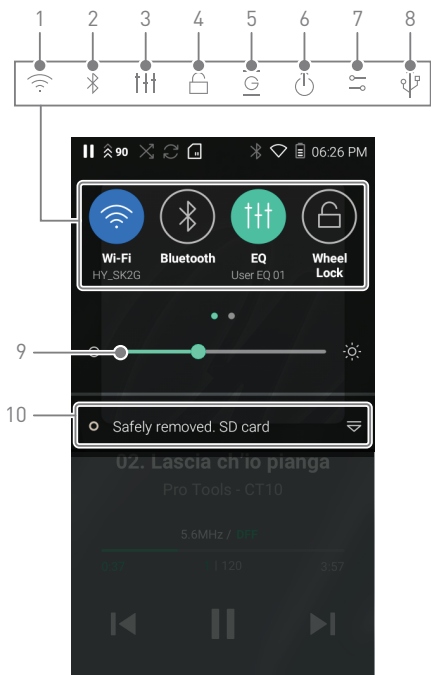 1 2 3 4 5 6 7 8
90 06:26 PM
Wi-Fi Bluetooth EQ Wheel Lock
HY_SK2G User EQ 01
9
10
Safely removed. SD card
02. Lascia ch'io pianga
Pro Tools - CT10
5.6MHz / DFF
0:27 | 120 3:57